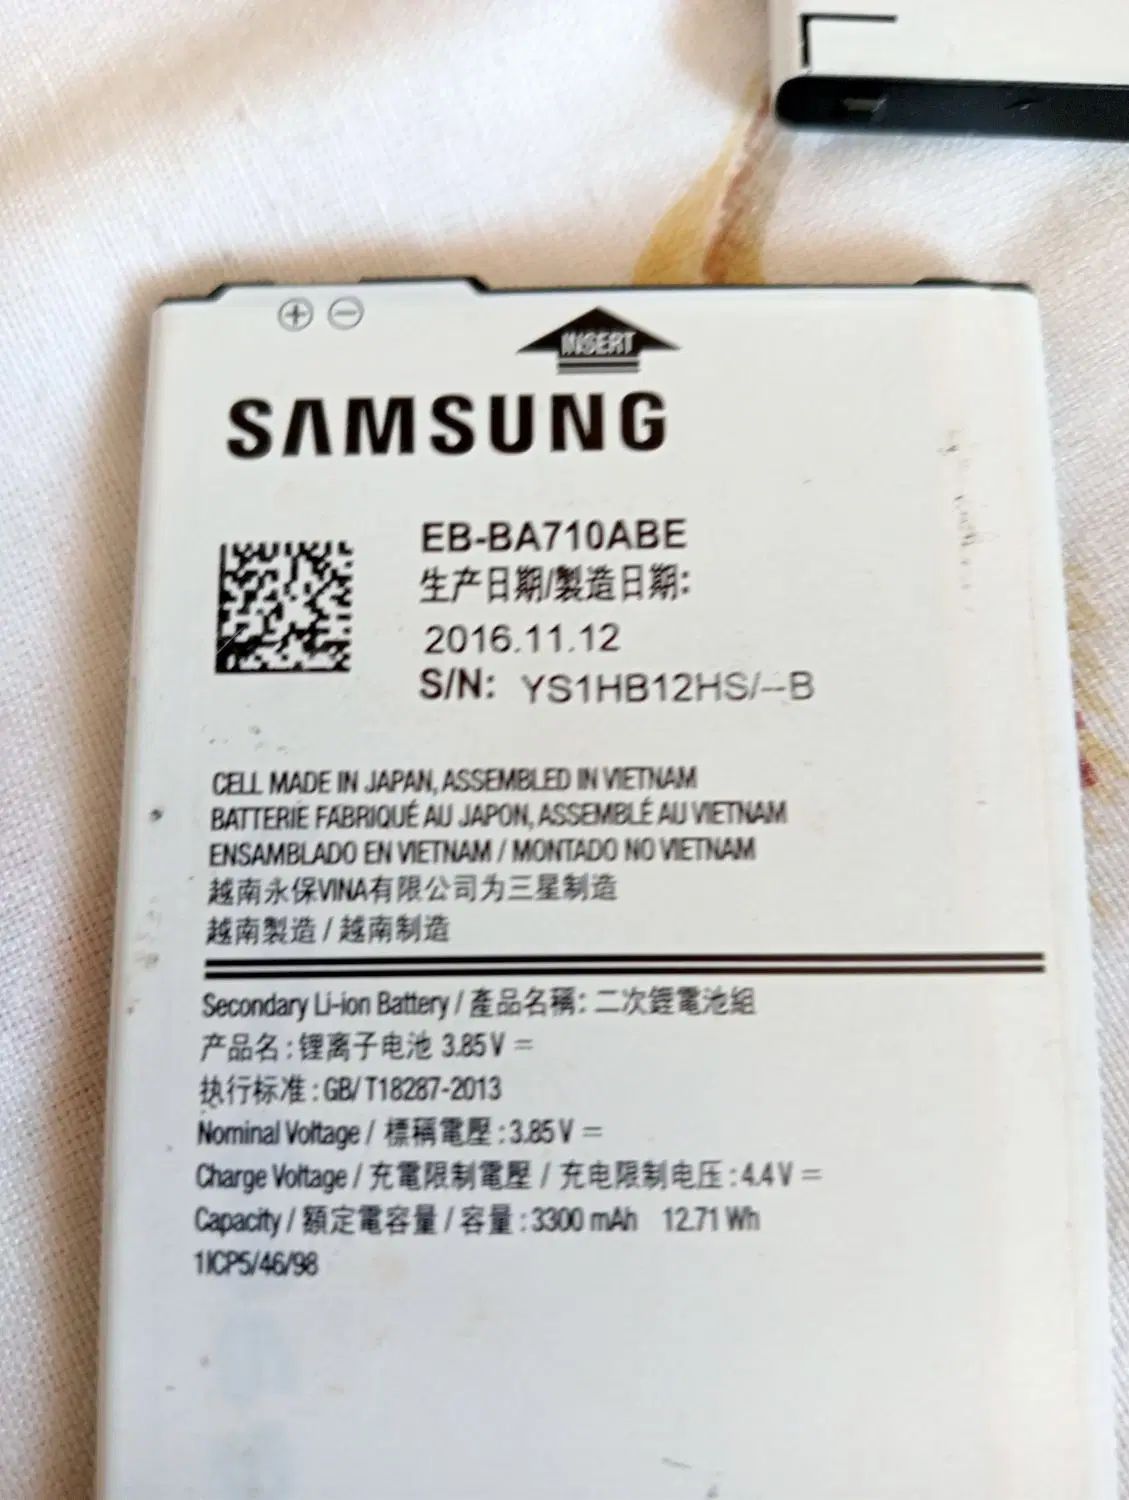 + −
INSERT
SAMSUNG
EB-BA710ABE
生产日期/製造日期:
2016.11.12
S/N: YS1HB12HS/--B
CELL MADE IN JAPAN, ASSEMBLED IN VIETNAM
BATTERIE FABRIQUÉ AU JAPON, ASSEMBLÉ AU VIETNAM
ENSAMBLADO EN VIETNAM / MONTADO NO VIETNAM
越南永保VINA有限公司为三星制造
越南製造 / 越南制造
Secondary Li-ion Battery / 產品名稱: 二次鋰電池組
产品名 : 锂离子电池 3.85 V ⎓
执行标准 : GB/T18287-2013
Nominal Voltage / 標稱電壓 : 3.85 V ⎓
Charge Voltage / 充電限制電壓 / 充电限制电压 : 4.4 V ⎓
Capacity / 額定電容量 / 容量 : 3300 mAh 12.71 Wh
1ICP5/46/98